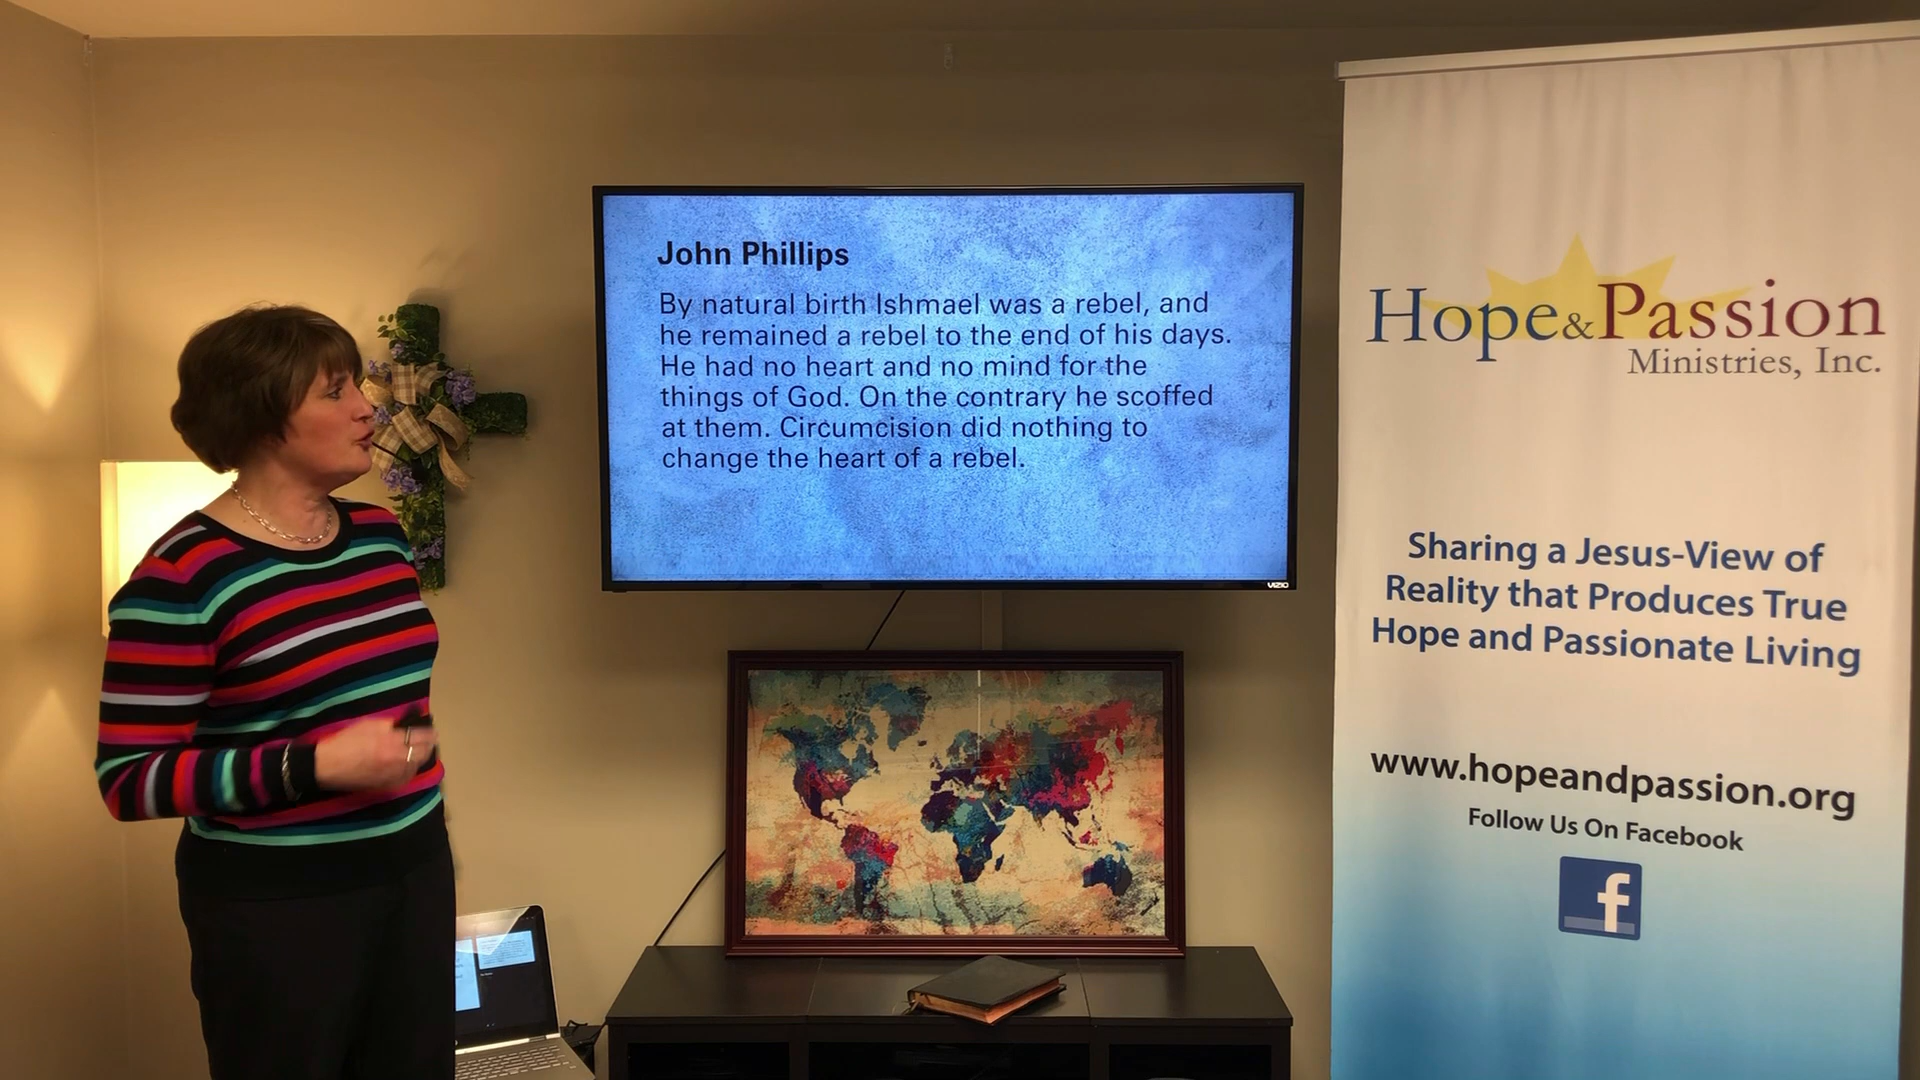 John Phillips
By natural birth Ishmael was a rebel, and
he remained a rebel to the end of his days.
He had no heart and no mind for the
things of God. On the contrary he scoffed
at them. Circumcision did nothing to
change the heart of a rebel.
VIZIO
Hope&Passion
Ministries, Inc.
Sharing a Jesus-View of
Reality that Produces True
Hope and Passionate Living
www.hopeandpassion.org
Follow Us On Facebook
f